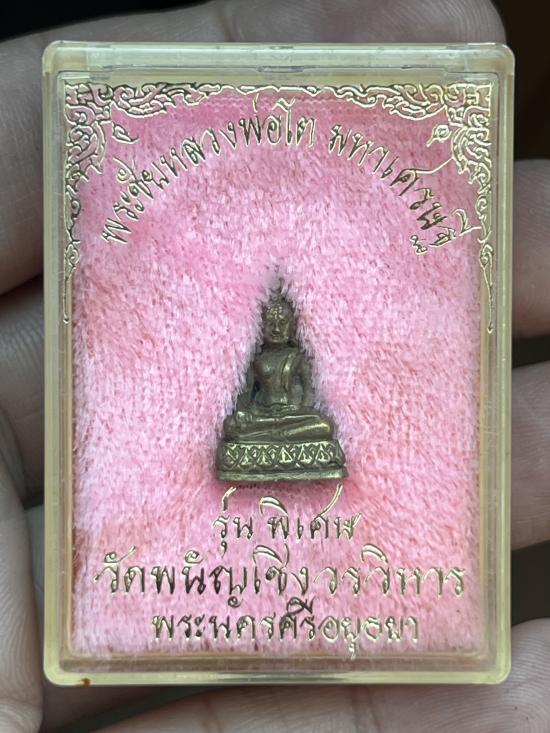 พระชัยหลวงพ่อโต มหาเศรษฐี
รุ่น พิเศษ
วัดพนัญเชิงวรวิหาร
พระนครศรีอยุธยา